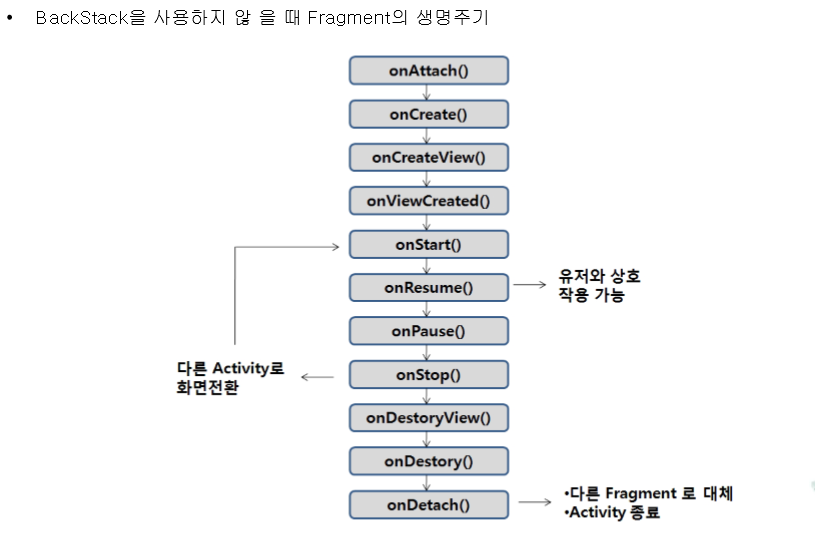 • BackStack을 사용하지 않 을 때 Fragment의 생명주기
onAttach()
onCreate()
onCreateView()
onViewCreated()
onStart()
onResume()
유저와 상호
작용 가능
onPause()
다른 Activity로
화면전환
onStop()
onDestoryView()
onDestory()
onDetach()
•다른 Fragment 로 대체
•Activity 종료